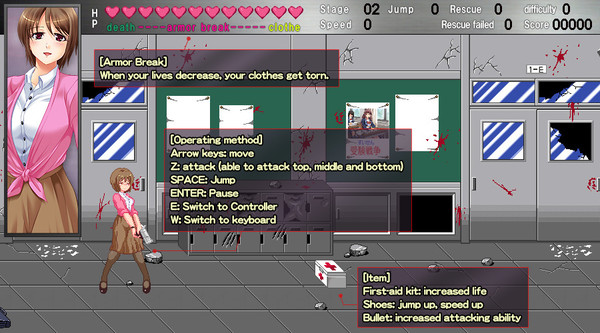 HP
death-----armor break-----clothe
Stage 02 Jump 0 Rescue 0 difficulty 0
Speed 0 Rescue failed 0 Score 00000
[Armor Break]
When your lives decrease, your clothes get torn.
1-E
[Operating method]
Arrow keys: move
Z: attack (able to attack top, middle and bottom)
SPACE: Jump
ENTER: Pause
E: Switch to Controller
W: Switch to keyboard
[Item]
First-aid kit: increased life
Shoes: jump up, speed up
Bullet: increased attacking ability